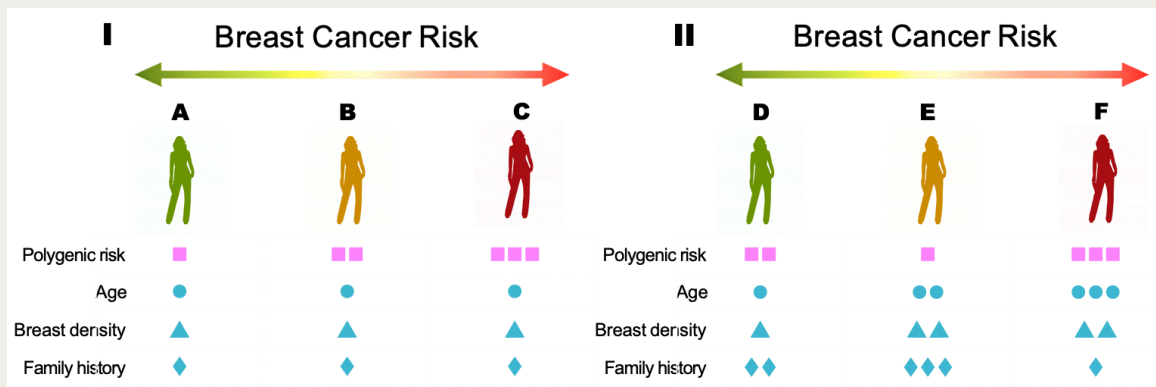 I Breast Cancer Risk
A B C
Polygenic risk
Age
Breast density
Family history
II Breast Cancer Risk
D E F
Polygenic risk
Age
Breast density
Family history